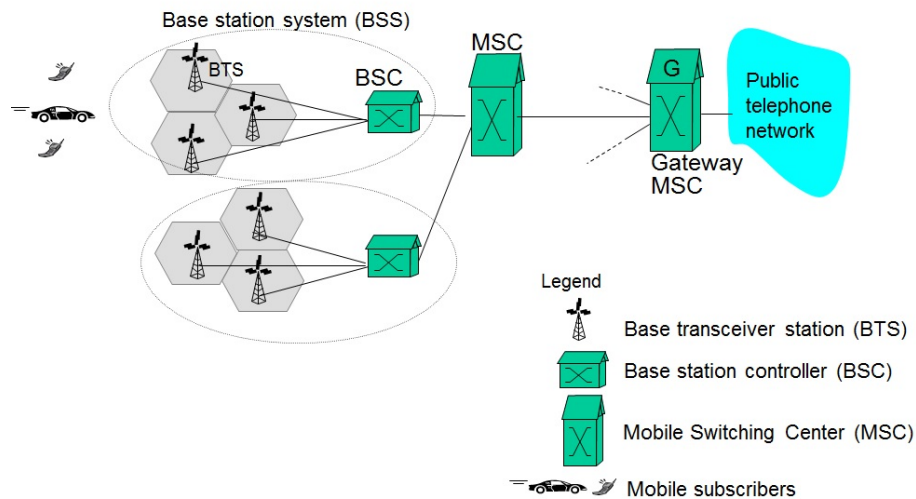 Base station system (BSS)
BTS
BSC
MSC
G
Gateway
MSC
Public
telephone
network
Legend
Base transceiver station (BTS)
Base station controller (BSC)
Mobile Switching Center (MSC)
Mobile subscribers